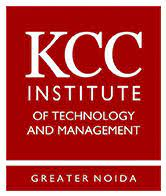 KCC
INSTITUTE
OF TECHNOLOGY
AND MANAGEMENT
GREATER NOIDA